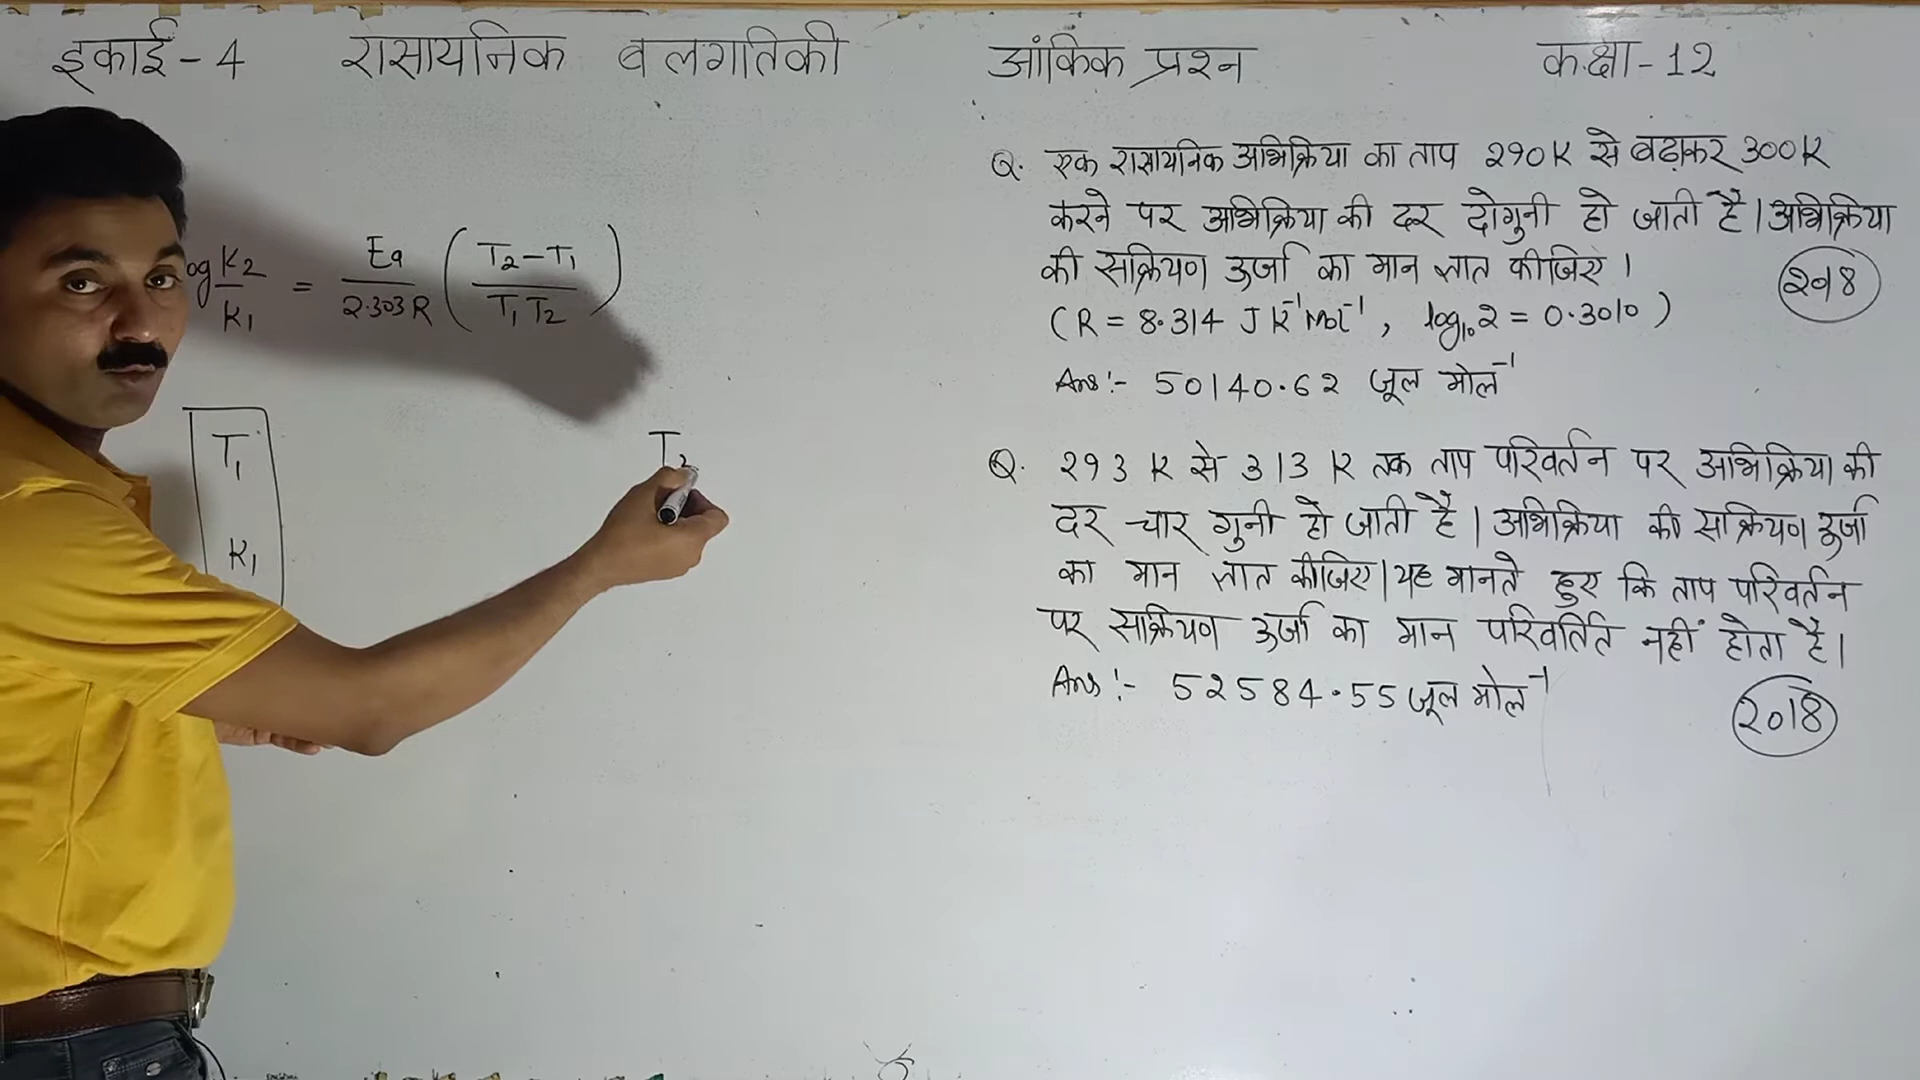 इकाई - 4 रासायनिक बलगतिकी आंकिक प्रश्न कक्षा - 12
og K2/K1 = Ea/2.303R (T2-T1/T1T2)
T1
K1
T2
Q. एक रासायनिक अभिक्रिया का ताप 290K से बढ़ाकर 300K
करने पर अभिक्रिया की दर दोगुनी हो जाती है। अभिक्रिया
की सक्रियण ऊर्जा का मान ज्ञात कीजिए। 2018
(R = 8.314 J K⁻¹ Mol⁻¹, log₁₀2 = 0.3010)
Ans:- 50140.62 जूल मोल⁻¹
Q. 293 K से 313 K तक ताप परिवर्तन पर अभिक्रिया की
दर चार गुनी हो जाती है। अभिक्रिया की सक्रियण ऊर्जा
का मान ज्ञात कीजिए। यह मानते हुए कि ताप परिवर्तन
पर सक्रियण ऊर्जा का मान परिवर्तित नहीं होता है।
Ans:- 52584.55 जूल मोल⁻¹
2018